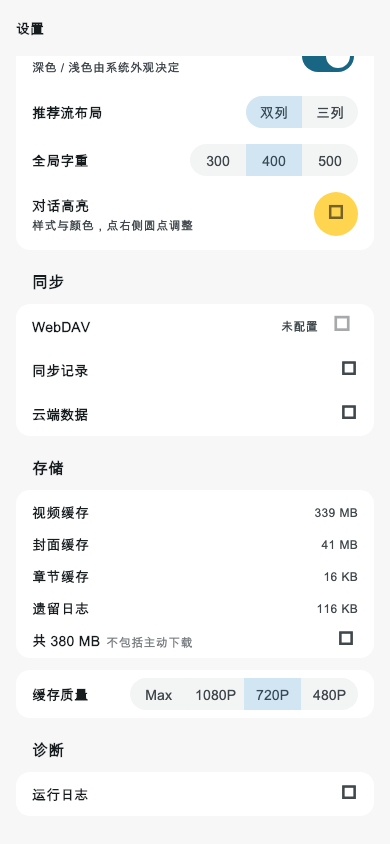 设置
深色 / 浅色由系统外观决定
推荐流布局 双列 三列
全局字重 300 400 500
对话高亮
样式与颜色，点右侧圆点调整
同步
WebDAV 未配置
同步记录
云端数据
存储
视频缓存 339 MB
封面缓存 41 MB
章节缓存 16 KB
遗留日志 116 KB
共 380 MB 不包括主动下载
缓存质量 Max 1080P 720P 480P
诊断
运行日志